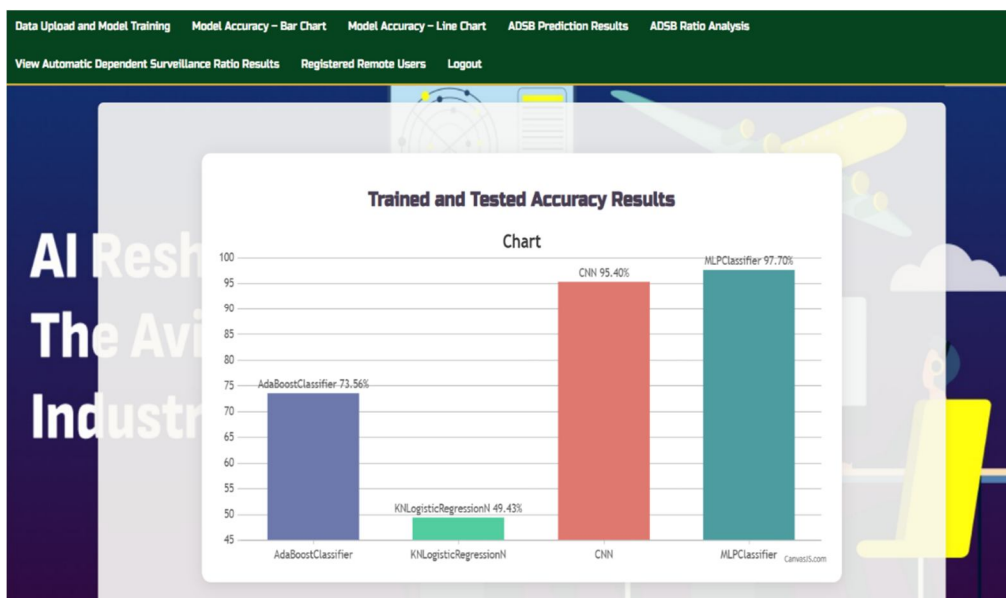 Data Upload and Model Training Model Accuracy – Bar Chart Model Accuracy – Line Chart ADSB Prediction Results ADSB Ratio Analysis
View Automatic Dependent Surveillance Ratio Results Registered Remote Users Logout
AI Resh
The Avi
Industr
Trained and Tested Accuracy Results
Chart
100
95
90
85
80
75
70
65
60
55
50
45
AdaBoostClassifier 73.56%
KNLogisticRegressionN 49.43%
CNN 95.40%
MLPClassifier 97.70%
AdaBoostClassifier KNLogisticRegressionN CNN MLPClassifier
CanvasJS.com